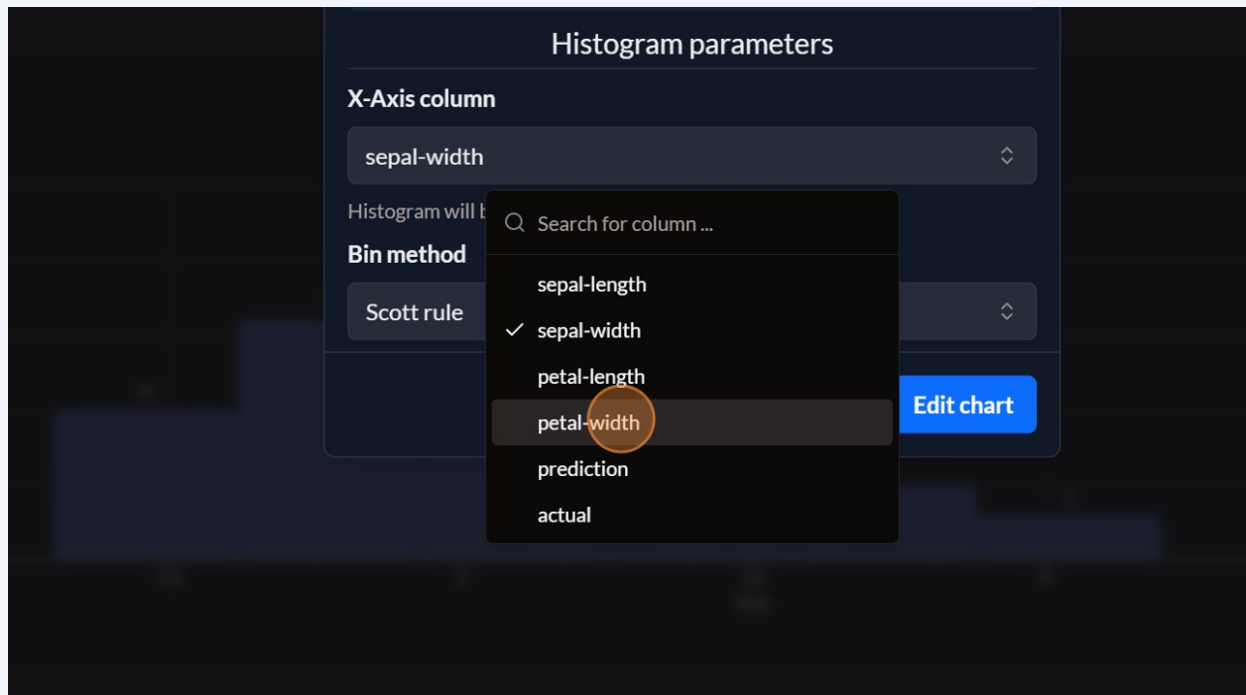 Histogram parameters
X-Axis column
sepal-width
Histogram will
Search for column ...
Bin method
sepal-length
Scott rule
sepal-width
petal-length
petal-width
Edit chart
prediction
actual